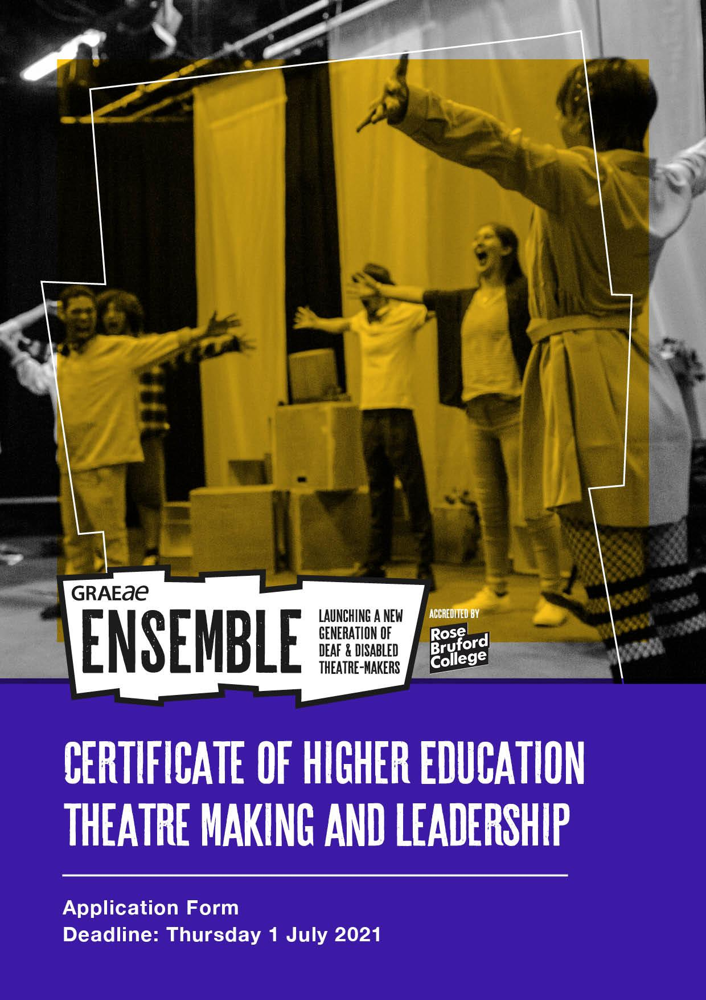 GRAEae
ENSEMBLE
LAUNCHING A NEW
GENERATION OF
DEAF & DISABLED
THEATRE-MAKERS
ACCREDITED BY
Rose
Bruford
College
CERTIFICATE OF HIGHER EDUCATION
THEATRE MAKING AND LEADERSHIP
Application Form
Deadline: Thursday 1 July 2021